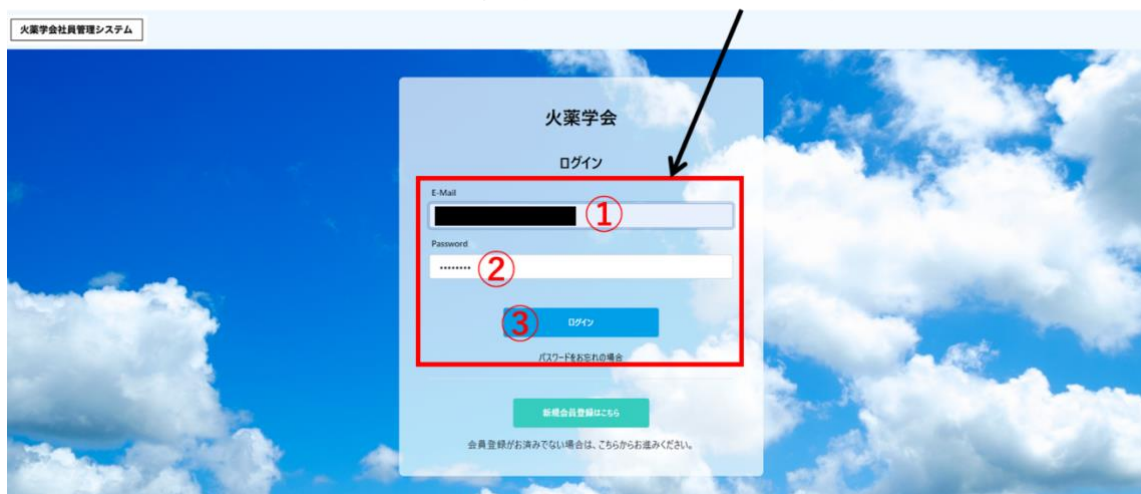 火薬学会社員管理システム
火薬学会
ログイン
E-Mail
①
Password
........ ②
③ ログイン
パスワードをお忘れの場合
新規会員登録はこちら
会員登録がお済みでない場合は、こちらからお進みください。